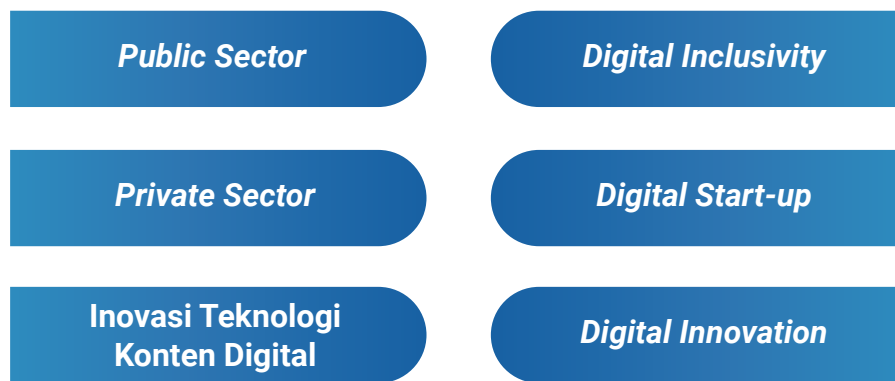 Public Sector
Digital Inclusivity
Private Sector
Digital Start-up
Inovasi Teknologi
Konten Digital
Digital Innovation